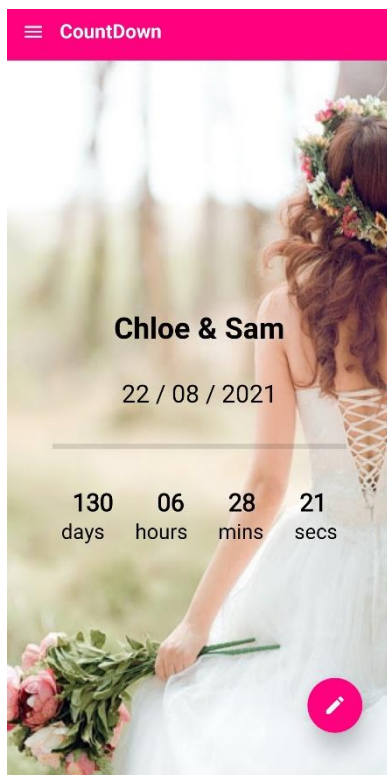 CountDown
Chloe & Sam
22 / 08 / 2021
130 06 28 21
days hours mins secs